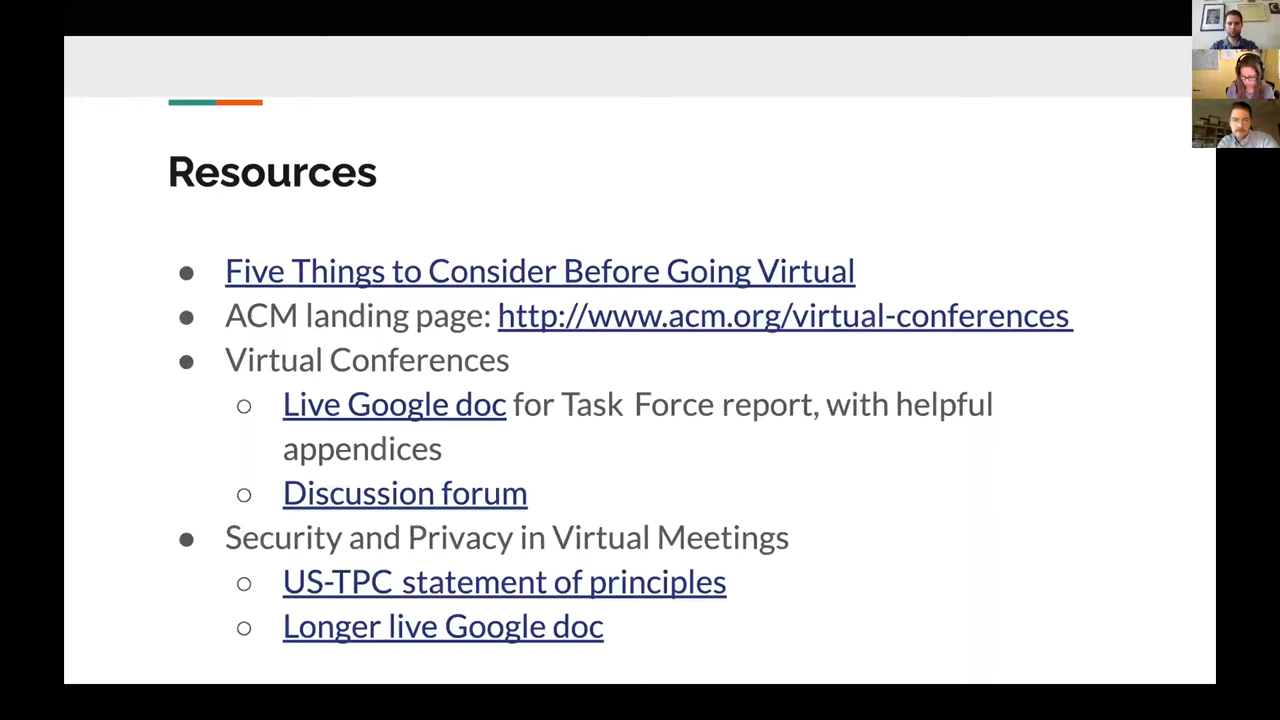 Resources
● Five Things to Consider Before Going Virtual
● ACM landing page: http://www.acm.org/virtual-conferences
● Virtual Conferences
○ Live Google doc for Task Force report, with helpful
appendices
○ Discussion forum
● Security and Privacy in Virtual Meetings
○ US-TPC statement of principles
○ Longer live Google doc